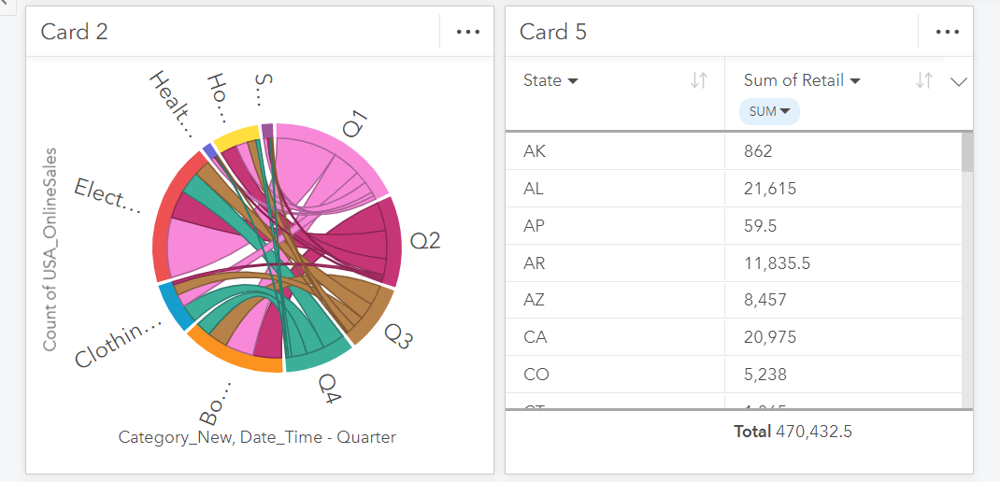 Card 2
Healt...
Ho...
S...
Q1
Elect...
Q2
Clothin...
Q3
Bo...
Q4
Count of USA_OnlineSales
Category_New, Date_Time - Quarter
Card 5
State Sum of Retail
SUM
AK 862
AL 21,615
AP 59.5
AR 11,835.5
AZ 8,457
CA 20,975
CO 5,238
Total 470,432.5